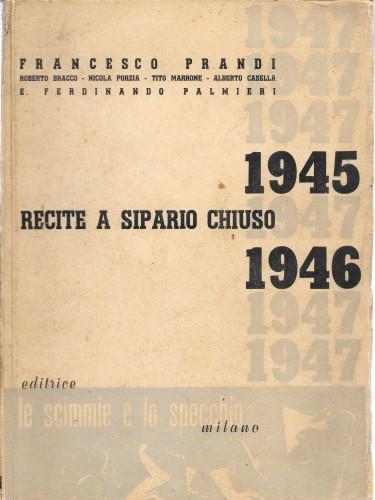 1947
1947
FRANCESCO PRANDI
ROBERTO BRACCO - NICOLA PORZIA - TITO MARRONE - ALBERTO CASELLA
E. FERDINANDO PALMIERI
1947
1945
RECITE A SIPARIO CHIUSO
1947
1946
1947
1947
editrice
le scimmie e lo specchio
milano